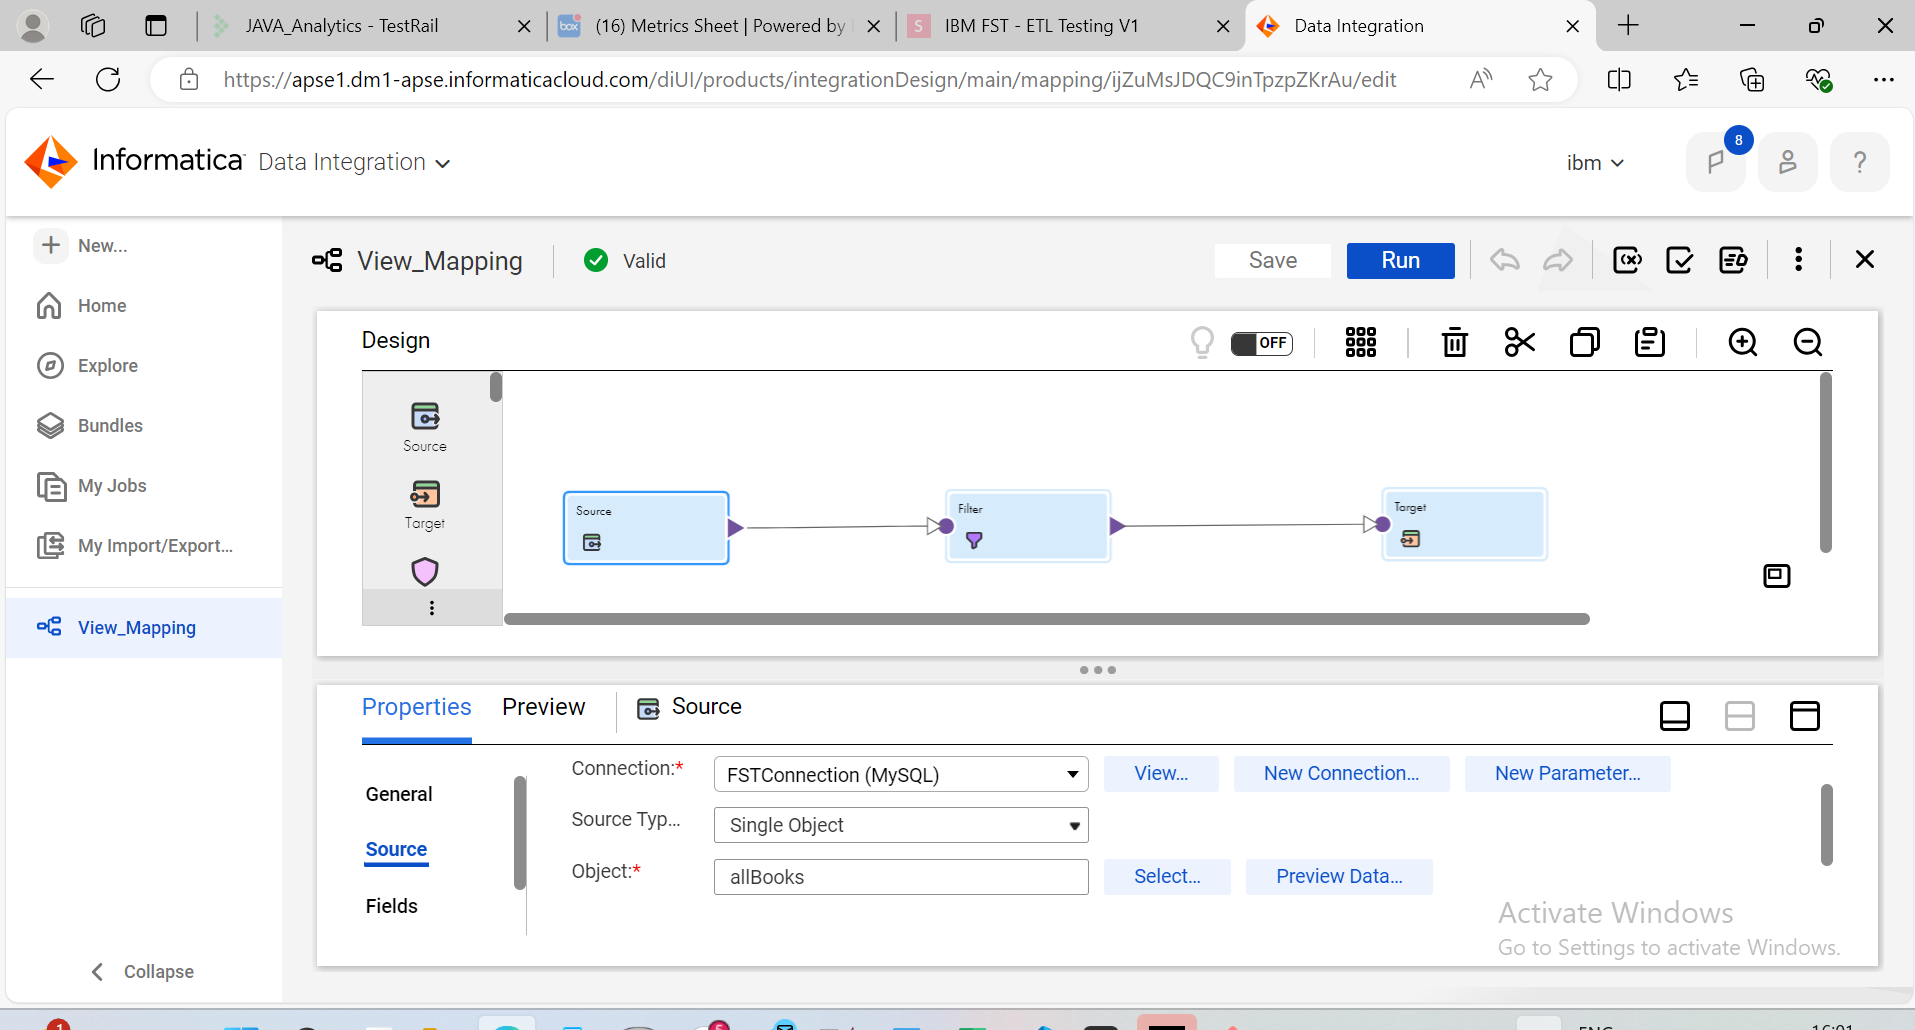 JAVA_Analytics - TestRail
(16) Metrics Sheet | Powered by
IBM FST - ETL Testing V1
Data Integration
https://apse1.dm1-apse.informaticacloud.com/diUI/products/integrationDesign/main/mapping/ijZuMsJDQC9inTpzpZKrAu/edit
Informatica Data Integration
ibm
8
?
New...
Home
Explore
Bundles
My Jobs
My Import/Export...
View_Mapping
Collapse
View_Mapping
Valid
Save
Run
Design
OFF
Source
Target
Source
Filter
Target
Properties
Preview
Source
General
Source
Fields
Connection:*
FSTConnection (MySQL)
View...
New Connection...
New Parameter...
Source Typ...
Single Object
Object:*
allBooks
Select...
Preview Data...
Activate Windows
Go to Settings to activate Windows.